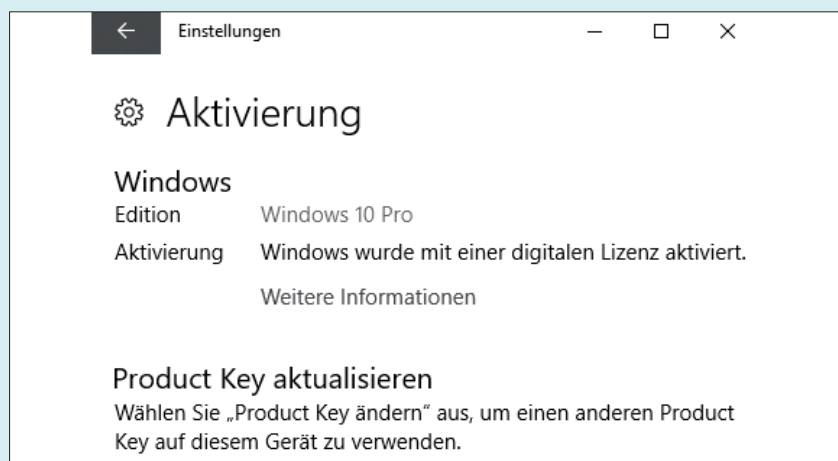 Einstellungen
Aktivierung
Windows
Edition Windows 10 Pro
Aktivierung Windows wurde mit einer digitalen Lizenz aktiviert.
Weitere Informationen
Product Key aktualisieren
Wählen Sie „Product Key ändern“ aus, um einen anderen Product
Key auf diesem Gerät zu verwenden.